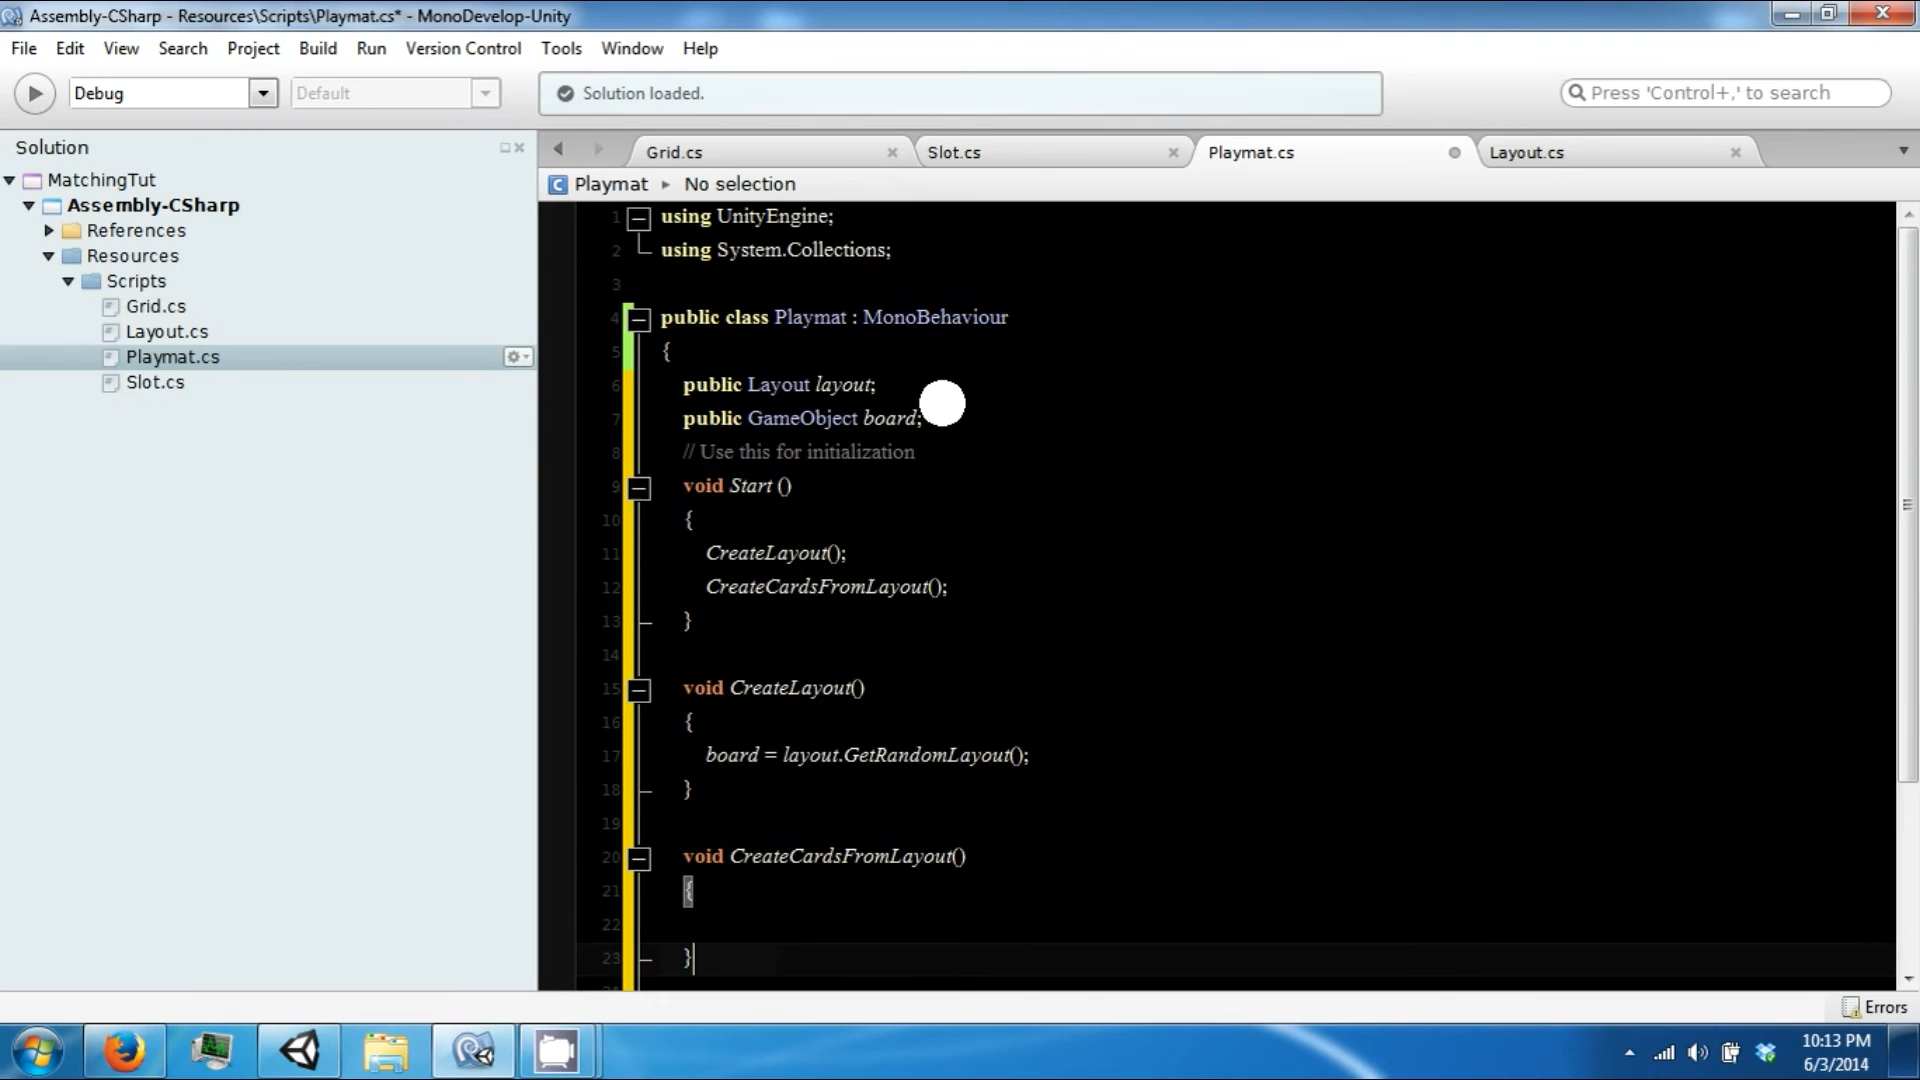 Assembly-CSharp - Resources\Scripts\Playmat.cs* - MonoDevelop-Unity
File Edit View Search Project Build Run Version Control Tools Window Help
Debug Default Solution loaded. Press 'Control+,' to search
Solution
MatchingTut
Assembly-CSharp
References
Resources
Scripts
Grid.cs
Layout.cs
Playmat.cs
Slot.cs
Grid.cs Slot.cs Playmat.cs Layout.cs
Playmat No selection
1 using UnityEngine;
2 using System.Collections;
3
4 public class Playmat : MonoBehaviour
5 {
6 public Layout layout;
7 public GameObject board;
8 // Use this for initialization
9 void Start ()
10 {
11 CreateLayout();
12 CreateCardsFromLayout();
13 }
14
15 void CreateLayout()
16 {
17 board = layout.GetRandomLayout();
18 }
19
20 void CreateCardsFromLayout()
21 {
22
23 }
Errors
10:13 PM
6/3/2014